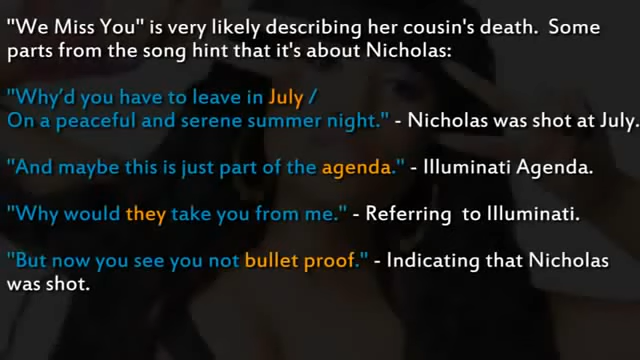 "We Miss You" is very likely describing her cousin's death.  Some
parts from the song hint that it's about Nicholas:
"Why'd you have to leave in July /
On a peaceful and serene summer night." - Nicholas was shot at July.
"And maybe this is just part of the agenda." - Illuminati Agenda.
"Why would they take you from me." - Referring  to Illuminati.
"But now you see you not bullet proof." - Indicating that Nicholas
was shot.